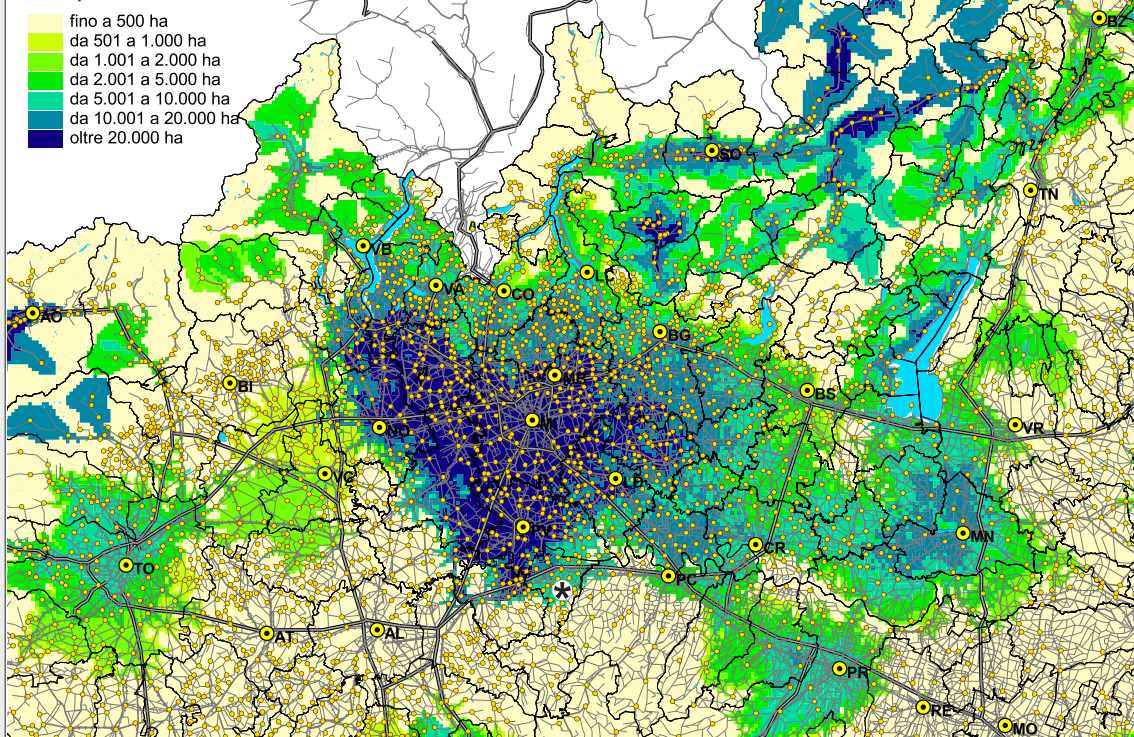 fino a 500 ha
da 501 a 1.000 ha
da 1.001 a 2.000 ha
da 2.001 a 5.000 ha
da 5.001 a 10.000 ha
da 10.001 a 20.000 ha
oltre 20.000 ha
BZ
SO
TN
VB
LC
VA
CO
AO
BG
MB
BI
BS
MI
NO
VR
VC
LO
PV
MN
CR
TO
PC
*
AT
AL
PR
RE
MO